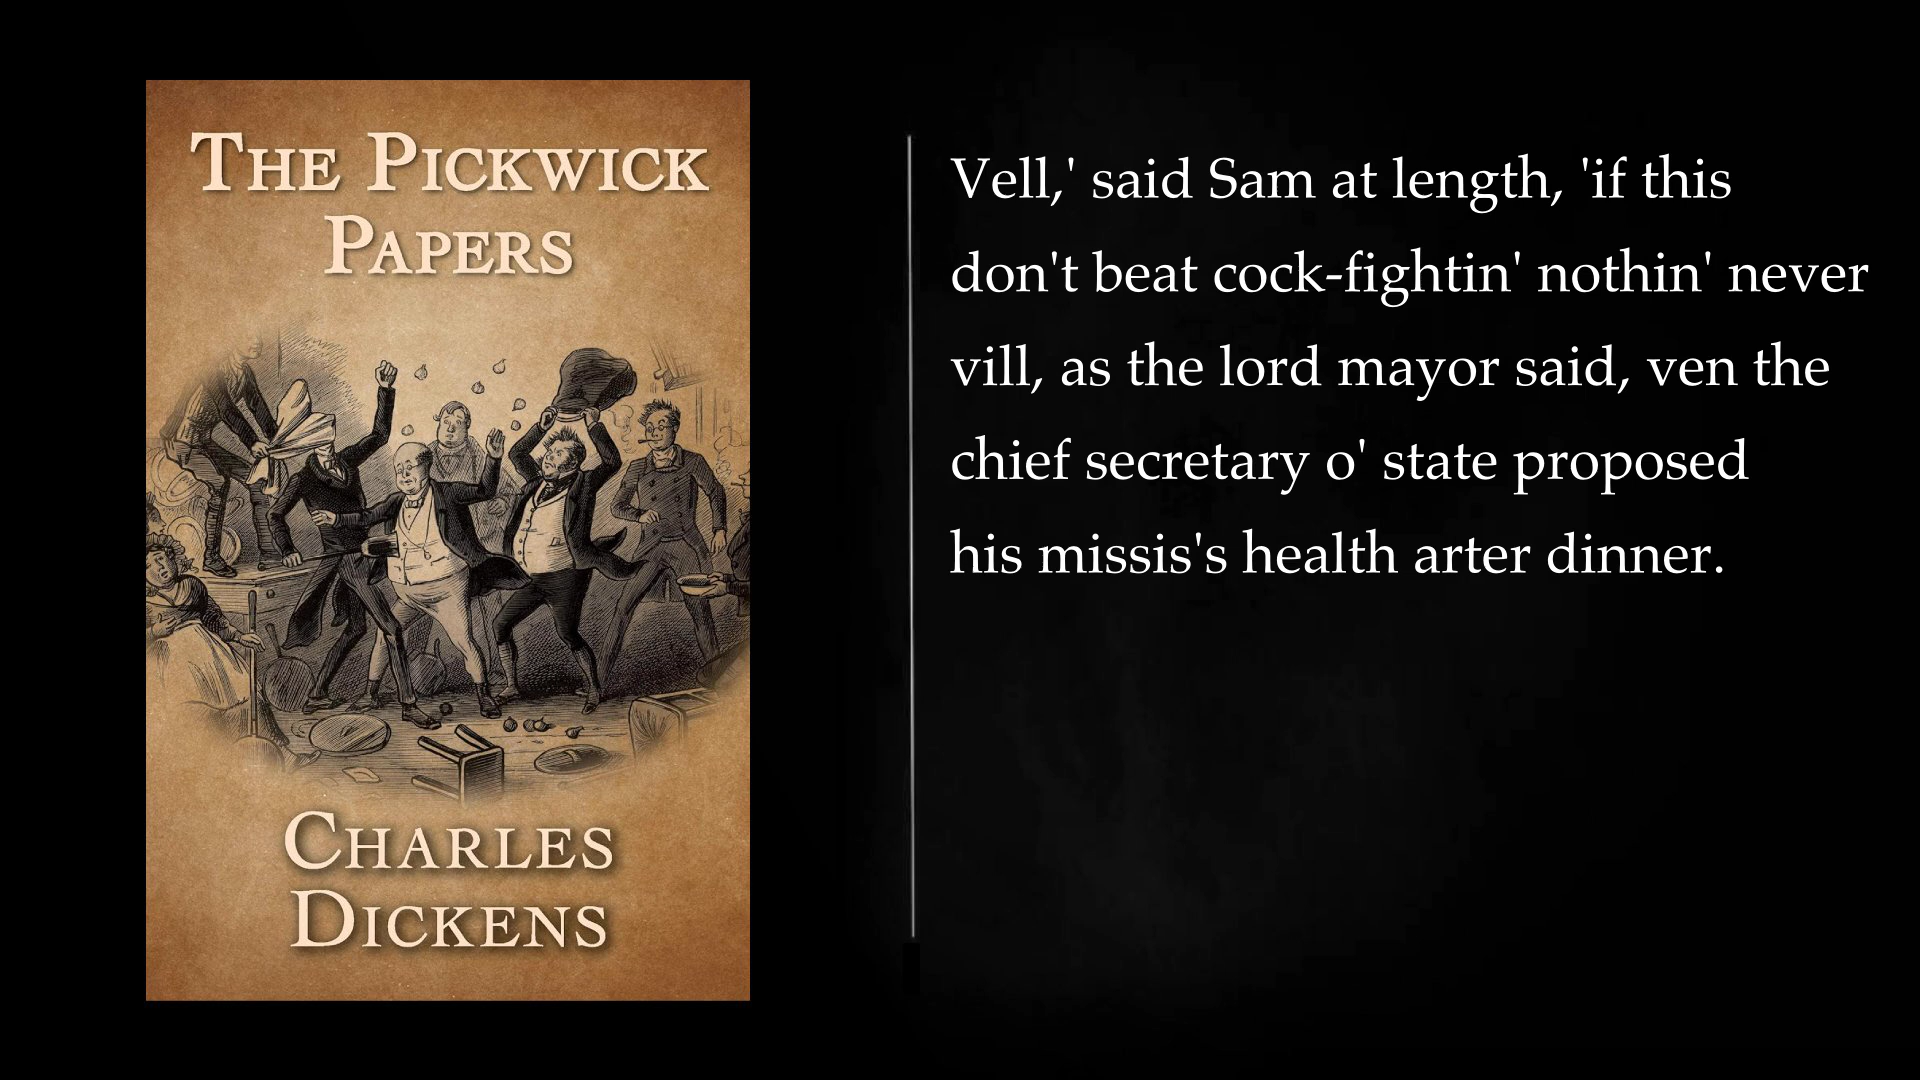 THE PICKWICK
PAPERS
CHARLES
DICKENS
Vell,' said Sam at length, 'if this
don't beat cock-fightin' nothin' never
vill, as the lord mayor said, ven the
chief secretary o' state proposed
his missis's health arter dinner.